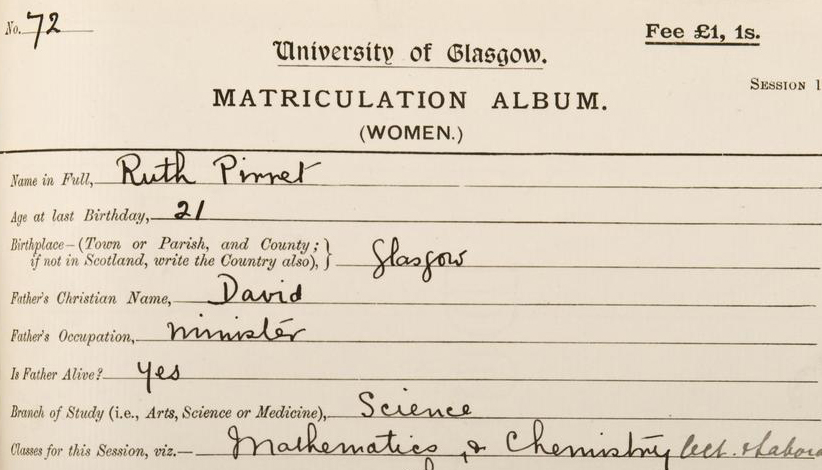 No. 72
Fee £1, 1s.
University of Glasgow.
SESSION 1
MATRICULATION ALBUM.
(WOMEN.)
Name in Full, Ruth Pirret
Age at last Birthday, 21
Birthplace—(Town or Parish, and County; if not in Scotland, write the Country also), } Glasgow
Father's Christian Name, David
Father's Occupation, Minister
Is Father Alive? Yes
Branch of Study (i.e., Arts, Science or Medicine), Science
Classes for this Session, viz.— Mathematics, & Chemistry lect. & Labora